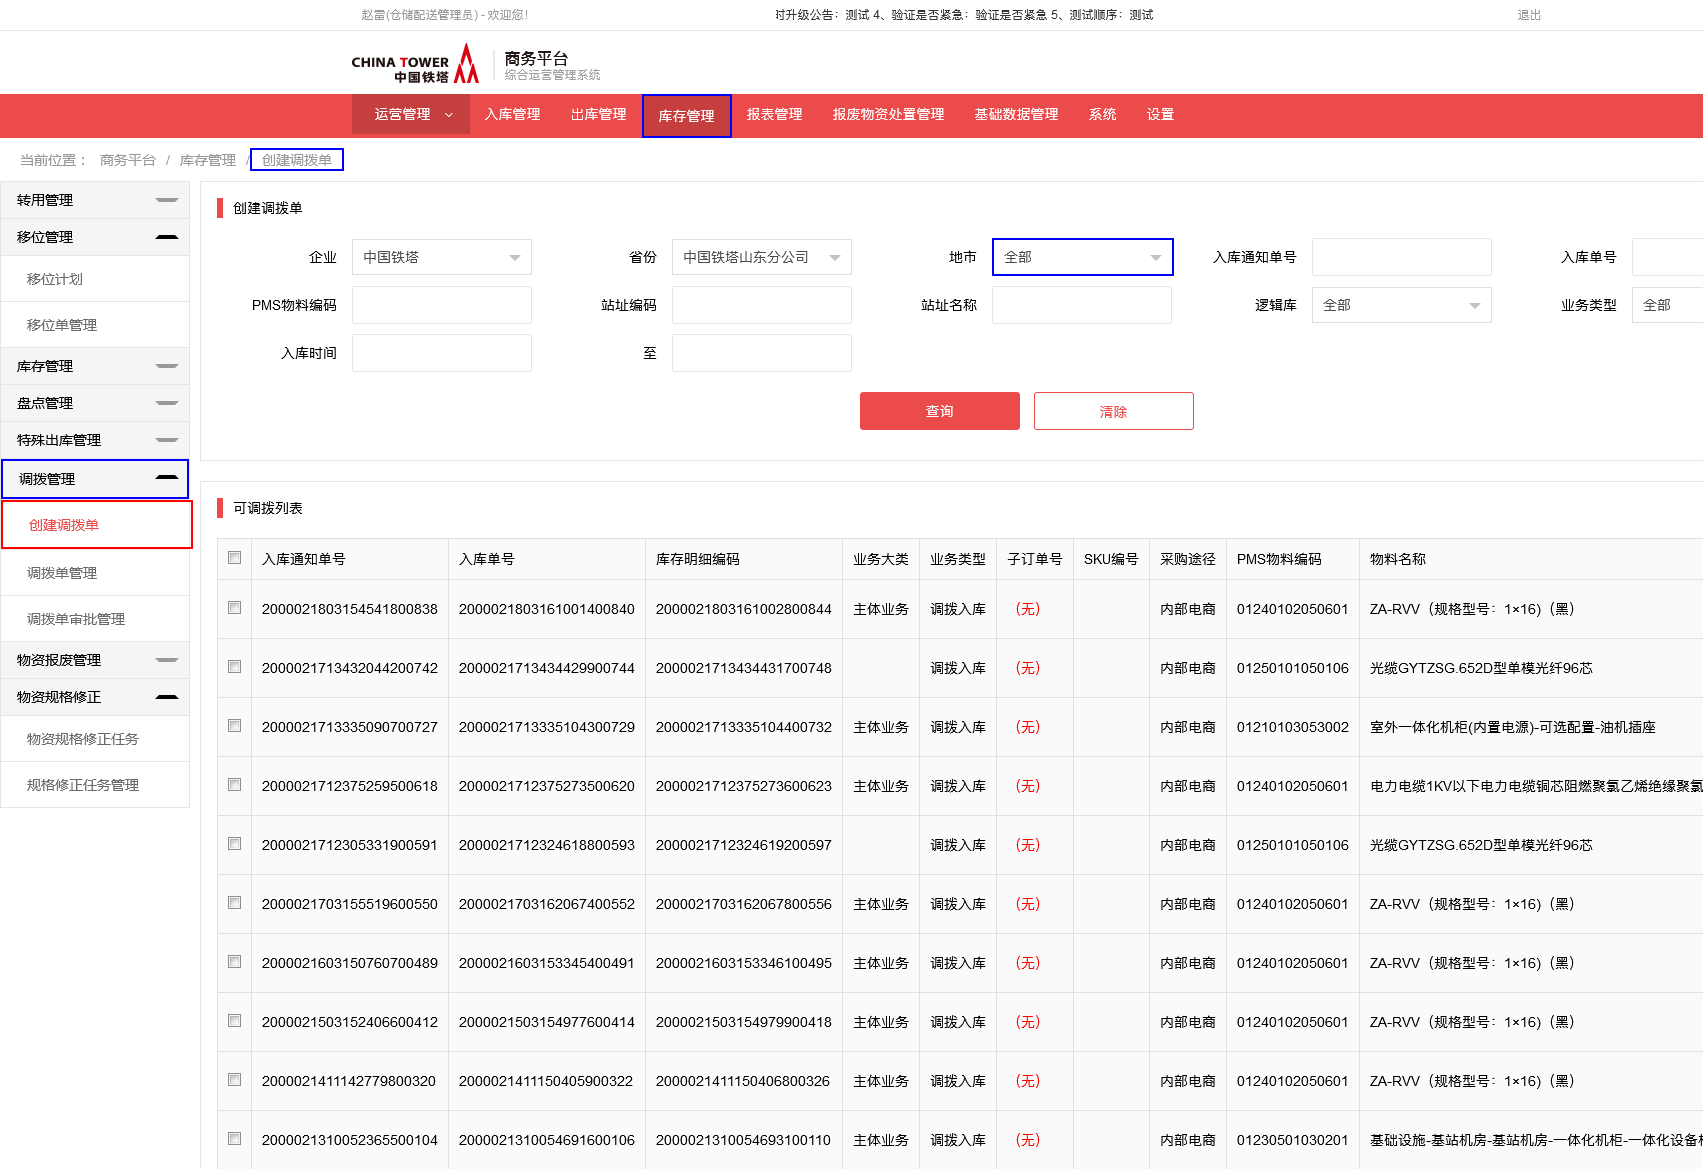 赵雷(仓储配送管理员) - 欢迎您!
时升级公告：测试 4、验证是否紧急：验证是否紧急 5、测试顺序：测试
退出
CHINA TOWER
中国铁塔
商务平台
综合运营管理系统
运营管理 入库管理 出库管理 库存管理 报表管理 报废物资处置管理 基础数据管理 系统 设置
当前位置： 商务平台 / 库存管理 / 创建调拨单
转用管理
移位管理
移位计划
移位单管理
库存管理
盘点管理
特殊出库管理
调拨管理
创建调拨单
调拨单管理
调拨单审批管理
物资报废管理
物资规格修正
物资规格修正任务
规格修正任务管理
创建调拨单
企业 中国铁塔 省份 中国铁塔山东分公司 地市 全部 入库通知单号 入库单号
PMS物料编码 站址编码 站址名称 逻辑库 全部 业务类型 全部
入库时间 至
查询 清除
可调拨列表
入库通知单号 入库单号 库存明细编码 业务大类 业务类型 子订单号 SKU编号 采购途径 PMS物料编码 物料名称
2000021803154541800838 2000021803161001400840 2000021803161002800844 主体业务 调拨入库 （无） 内部电商 01240102050601 ZA-RVV（规格型号：1×16)（黑）
2000021713432044200742 2000021713434429900744 2000021713434431700748 调拨入库 （无） 内部电商 01250101050106 光缆GYTZSG.652D型单模光纤96芯
2000021713335090700727 2000021713335104300729 2000021713335104400732 主体业务 调拨入库 （无） 内部电商 01210103053002 室外一体化机柜(内置电源)-可选配置-油机插座
2000021712375259500618 2000021712375273500620 2000021712375273600623 主体业务 调拨入库 （无） 内部电商 01240102050601 电力电缆1KV以下电力电缆铜芯阻燃聚氯乙烯绝缘聚氯
2000021712305331900591 2000021712324618800593 2000021712324619200597 调拨入库 （无） 内部电商 01250101050106 光缆GYTZSG.652D型单模光纤96芯
2000021703155519600550 2000021703162067400552 2000021703162067800556 主体业务 调拨入库 （无） 内部电商 01240102050601 ZA-RVV（规格型号：1×16)（黑）
2000021603150760700489 2000021603153345400491 2000021603153346100495 主体业务 调拨入库 （无） 内部电商 01240102050601 ZA-RVV（规格型号：1×16)（黑）
2000021503152406600412 2000021503154977600414 2000021503154979900418 主体业务 调拨入库 （无） 内部电商 01240102050601 ZA-RVV（规格型号：1×16)（黑）
2000021411142779800320 2000021411150405900322 2000021411150406800326 主体业务 调拨入库 （无） 内部电商 01240102050601 ZA-RVV（规格型号：1×16)（黑）
2000021310052365500104 2000021310054691600106 2000021310054693100110 主体业务 调拨入库 （无） 内部电商 01230501030201 基础设施-基站机房-基站机房-一体化机柜-一体化设备